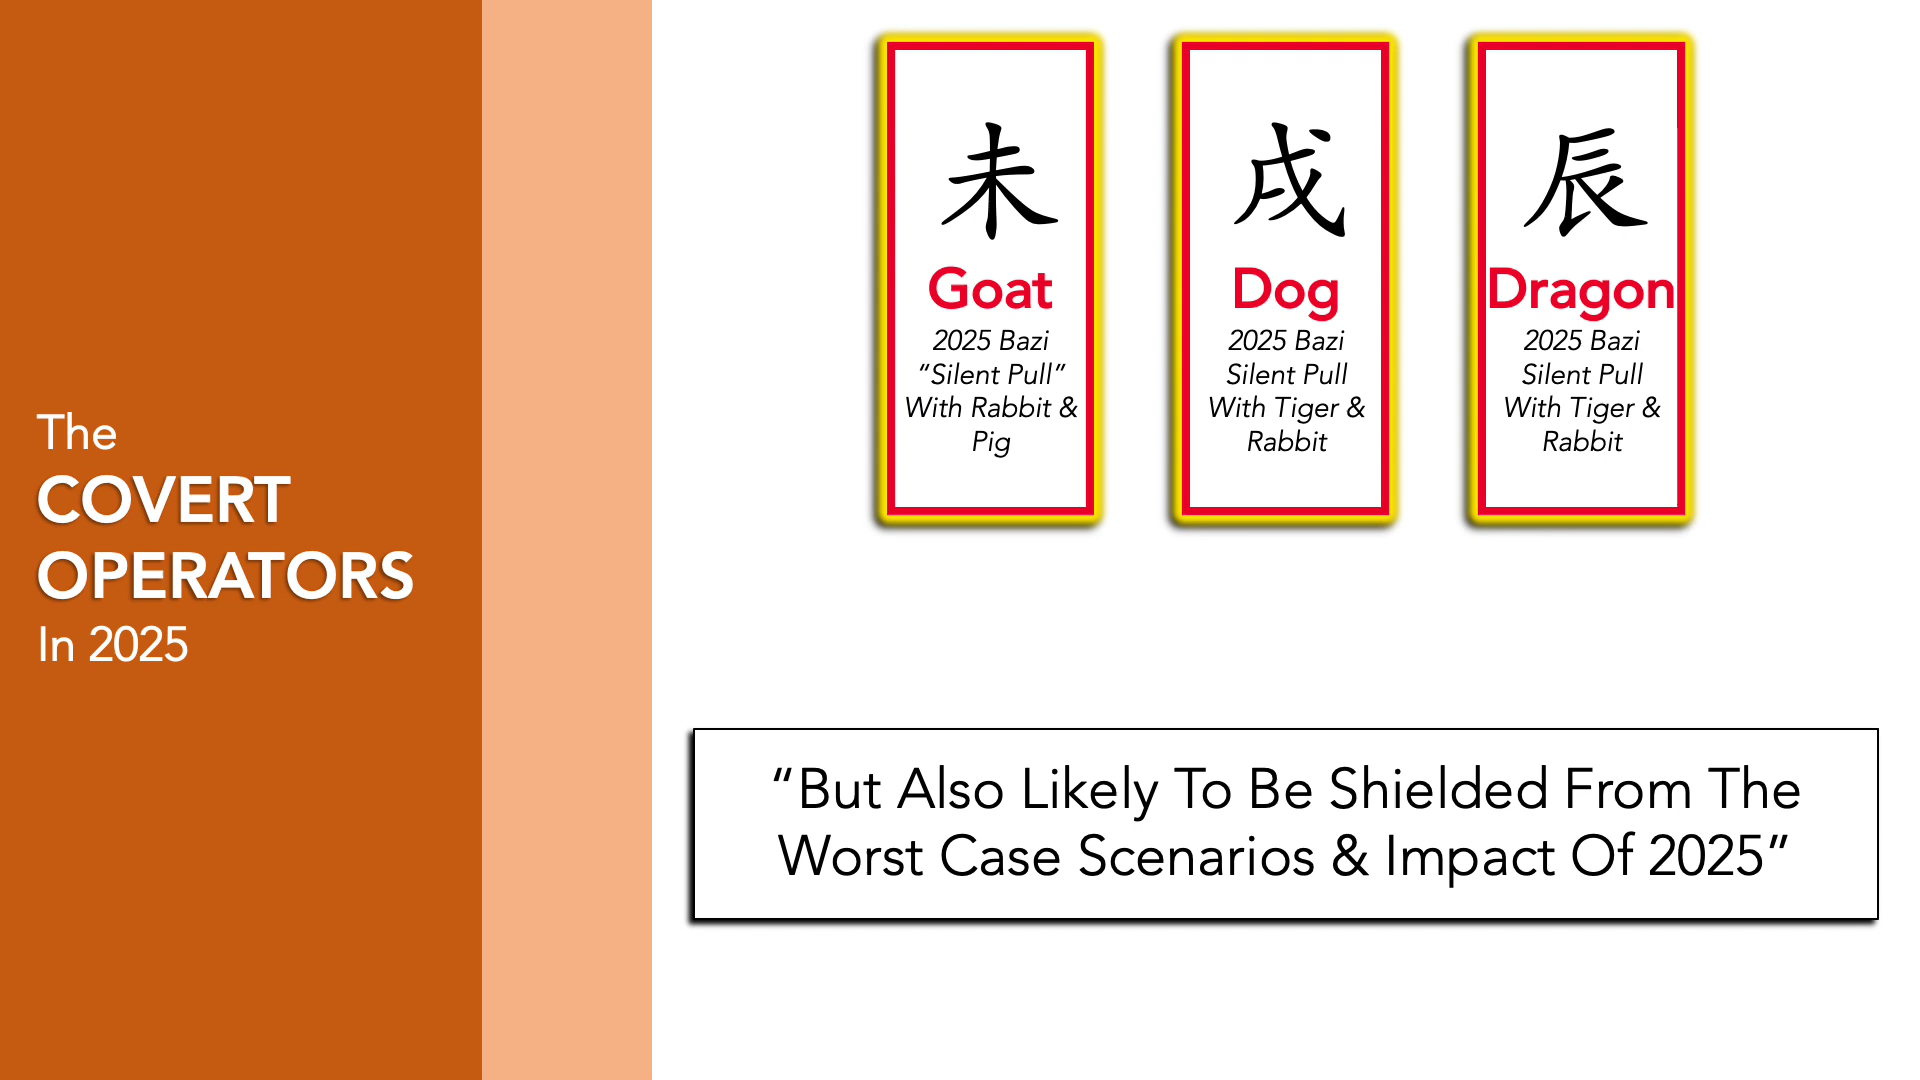 The
COVERT
OPERATORS
In 2025
未
Goat
2025 Bazi
“Silent Pull”
With Rabbit &
Pig
戌
Dog
2025 Bazi
Silent Pull
With Tiger &
Rabbit
辰
Dragon
2025 Bazi
Silent Pull
With Tiger &
Rabbit
“But Also Likely To Be Shielded From The
Worst Case Scenarios & Impact Of 2025”